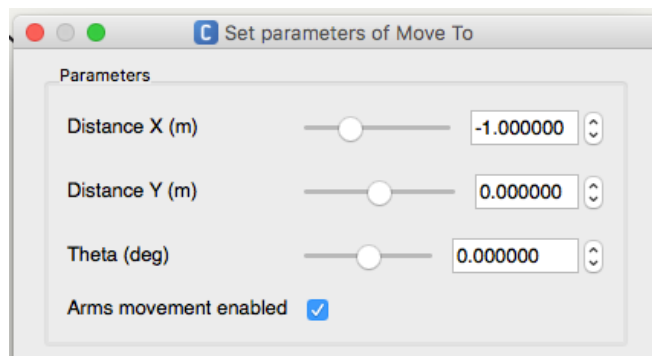 Set parameters of Move To
Parameters
Distance X (m) -1.000000
Distance Y (m) 0.000000
Theta (deg) 0.000000
Arms movement enabled